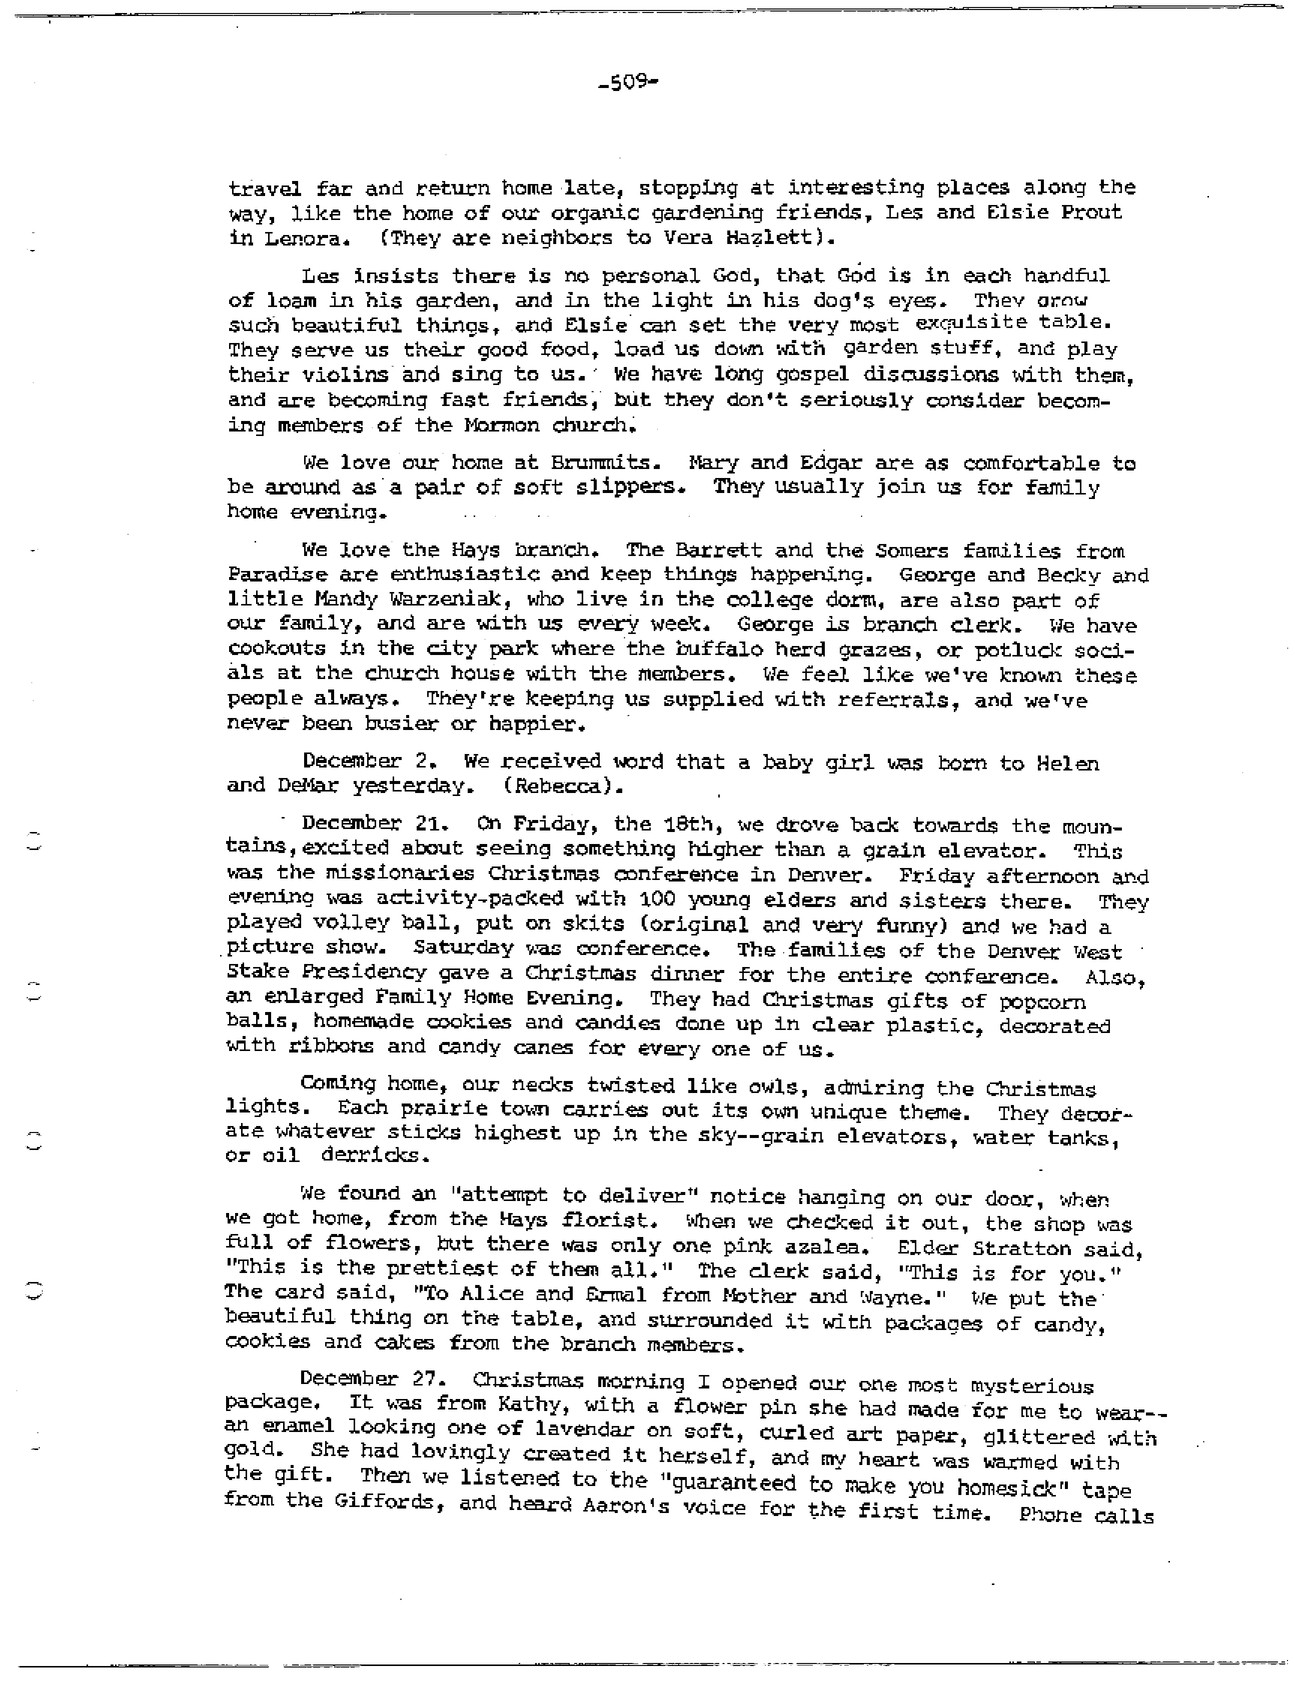 -509-
travel far and return home late, stopping at interesting places along the
way, like the home of our organic gardening friends, Les and Elsie Prout
in Lenora. (They are neighbors to Vera Hazlett).
Les insists there is no personal God, that God is in each handful
of loam in his garden, and in the light in his dog's eyes. They grow
such beautiful things, and Elsie can set the very most exquisite table.
They serve us their good food, load us down with garden stuff, and play
their violins and sing to us. We have long gospel discussions with them,
and are becoming fast friends, but they don't seriously consider becom-
ing members of the Mormon church.
We love our home at Brummits. Mary and Edgar are as comfortable to
be around as a pair of soft slippers. They usually join us for family
home evening.
We love the Hays branch. The Barrett and the Somers families from
Paradise are enthusiastic and keep things happening. George and Becky and
little Mandy Warzeniak, who live in the college dorm, are also part of
our family, and are with us every week. George is branch clerk. We have
cookouts in the city park where the buffalo herd grazes, or potluck soci-
als at the church house with the members. We feel like we've known these
people always. They're keeping us supplied with referrals, and we've
never been busier or happier.
December 2. We received word that a baby girl was born to Helen
and DeMar yesterday. (Rebecca).
December 21. On Friday, the 18th, we drove back towards the moun-
tains, excited about seeing something higher than a grain elevator. This
was the missionaries Christmas conference in Denver. Friday afternoon and
evening was activity-packed with 100 young elders and sisters there. They
played volley ball, put on skits (original and very funny) and we had a
picture show. Saturday was conference. The families of the Denver West
Stake Presidency gave a Christmas dinner for the entire conference. Also,
an enlarged Family Home Evening. They had Christmas gifts of popcorn
balls, homemade cookies and candies done up in clear plastic, decorated
with ribbons and candy canes for every one of us.
Coming home, our necks twisted like owls, admiring the Christmas
lights. Each prairie town carries out its own unique theme. They decor-
ate whatever sticks highest up in the sky--grain elevators, water tanks,
or oil derricks.
We found an "attempt to deliver" notice hanging on our door, when
we got home, from the Hays florist. When we checked it out, the shop was
full of flowers, but there was only one pink azalea. Elder Stratton said,
"This is the prettiest of them all." The clerk said, "This is for you."
The card said, "To Alice and Ermal from Mother and Wayne." We put the
beautiful thing on the table, and surrounded it with packages of candy,
cookies and cakes from the branch members.
December 27. Christmas morning I opened our one most mysterious
package. It was from Kathy, with a flower pin she had made for me to wear--
an enamel looking one of lavendar on soft, curled art paper, glittered with
gold. She had lovingly created it herself, and my heart was warmed with
the gift. Then we listened to the "guaranteed to make you homesick" tape
from the Giffords, and heard Aaron's voice for the first time. Phone calls